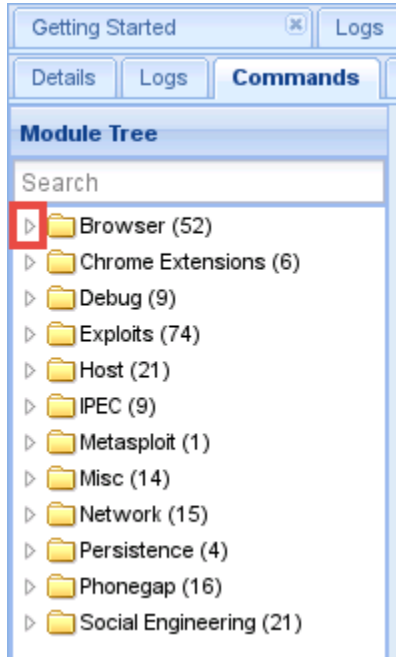 Getting Started Logs
Details Logs Commands
Module Tree
Search
Browser (52)
Chrome Extensions (6)
Debug (9)
Exploits (74)
Host (21)
IPEC (9)
Metasploit (1)
Misc (14)
Network (15)
Persistence (4)
Phonegap (16)
Social Engineering (21)